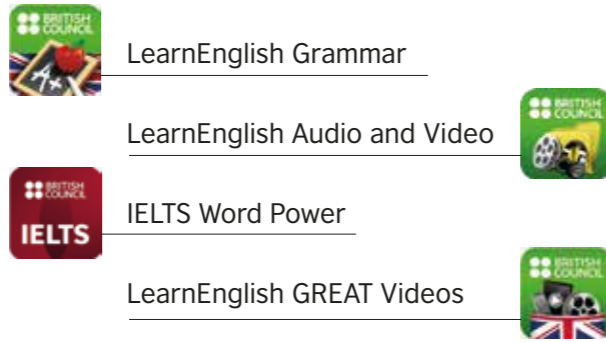 BRITISH
COUNCIL
A+
LearnEnglish Grammar
LearnEnglish Audio and Video
BRITISH
COUNCIL
BRITISH
COUNCIL
IELTS
IELTS Word Power
LearnEnglish GREAT Videos
BRITISH
COUNCIL